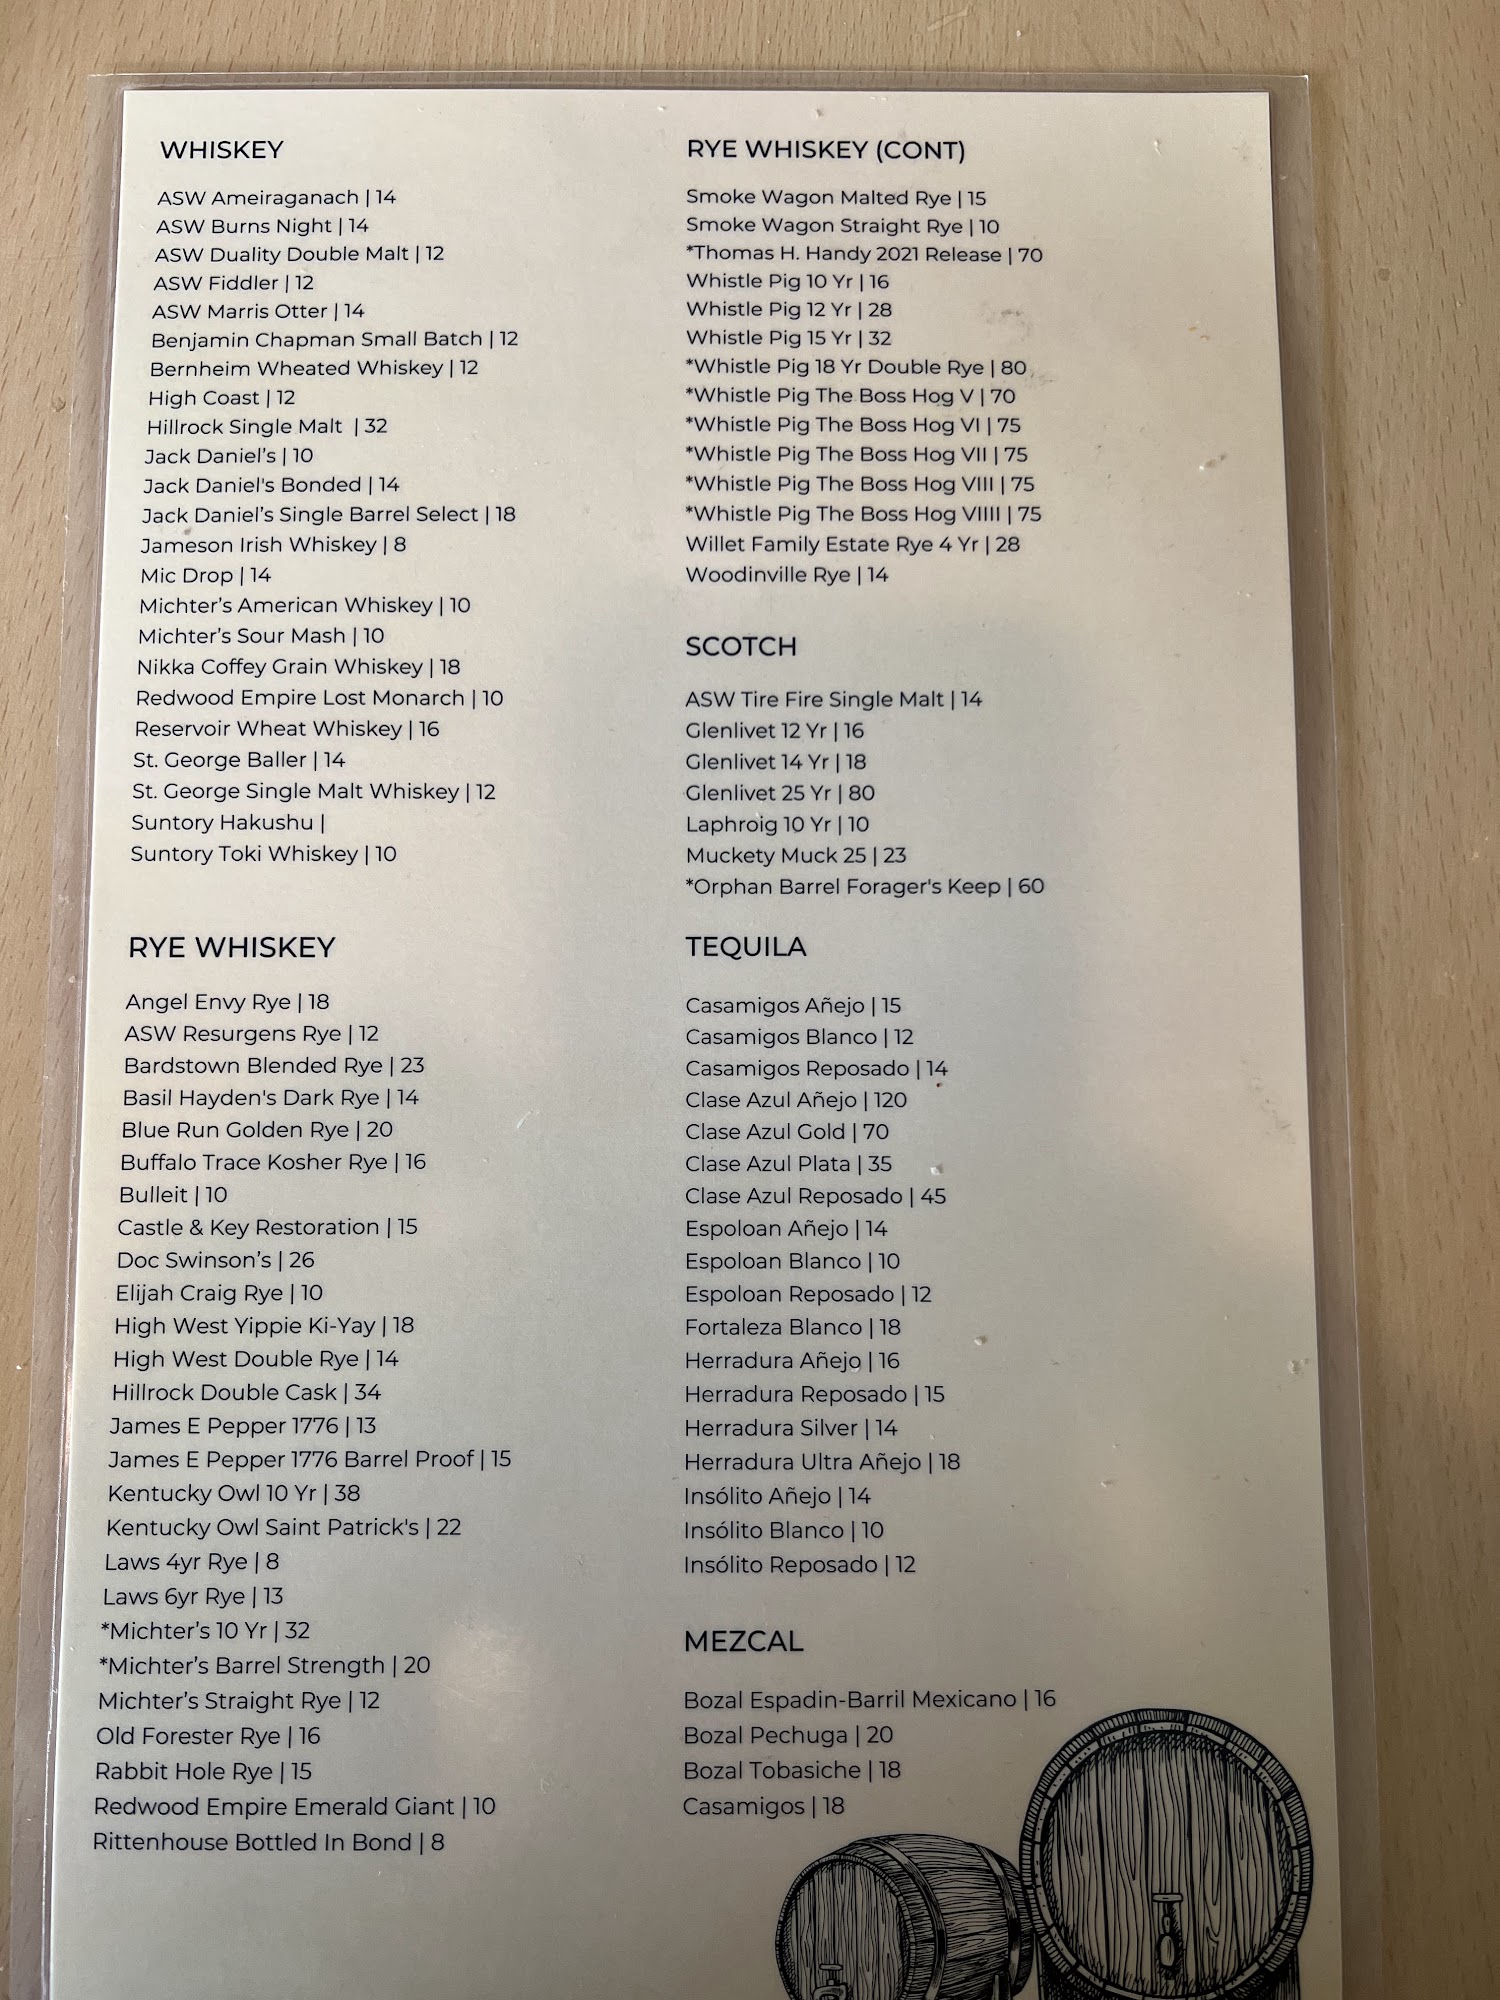 WHISKEY
ASW Ameiraganach | 14
ASW Burns Night | 14
ASW Duality Double Malt | 12
ASW Fiddler | 12
ASW Marris Otter | 14
Benjamin Chapman Small Batch | 12
Bernheim Wheated Whiskey | 12
High Coast | 12
Hillrock Single Malt | 32
Jack Daniel's | 10
Jack Daniel's Bonded | 14
Jack Daniel's Single Barrel Select | 18
Jameson Irish Whiskey | 8
Mic Drop | 14
Michter's American Whiskey | 10
Michter's Sour Mash | 10
Nikka Coffey Grain Whiskey | 18
Redwood Empire Lost Monarch | 10
Reservoir Wheat Whiskey | 16
St. George Baller | 14
St. George Single Malt Whiskey | 12
Suntory Hakushu |
Suntory Toki Whiskey | 10
RYE WHISKEY
Angel Envy Rye | 18
ASW Resurgens Rye | 12
Bardstown Blended Rye | 23
Basil Hayden's Dark Rye | 14
Blue Run Golden Rye | 20
Buffalo Trace Kosher Rye | 16
Bulleit | 10
Castle & Key Restoration | 15
Doc Swinson's | 26
Elijah Craig Rye | 10
High West Yippie Ki-Yay | 18
High West Double Rye | 14
Hillrock Double Cask | 34
James E Pepper 1776 | 13
James E Pepper 1776 Barrel Proof | 15
Kentucky Owl 10 Yr | 38
Kentucky Owl Saint Patrick's | 22
Laws 4yr Rye | 8
Laws 6yr Rye | 13
*Michter's 10 Yr | 32
*Michter's Barrel Strength | 20
Michter's Straight Rye | 12
Old Forester Rye | 16
Rabbit Hole Rye | 15
Redwood Empire Emerald Giant | 10
Rittenhouse Bottled In Bond | 8
RYE WHISKEY (CONT)
Smoke Wagon Malted Rye | 15
Smoke Wagon Straight Rye | 10
*Thomas H. Handy 2021 Release | 70
Whistle Pig 10 Yr | 16
Whistle Pig 12 Yr | 28
Whistle Pig 15 Yr | 32
*Whistle Pig 18 Yr Double Rye | 80
*Whistle Pig The Boss Hog V | 70
*Whistle Pig The Boss Hog VI | 75
*Whistle Pig The Boss Hog VII | 75
*Whistle Pig The Boss Hog VIII | 75
*Whistle Pig The Boss Hog VIIII | 75
Willet Family Estate Rye 4 Yr | 28
Woodinville Rye | 14
SCOTCH
ASW Tire Fire Single Malt | 14
Glenlivet 12 Yr | 16
Glenlivet 14 Yr | 18
Glenlivet 25 Yr | 80
Laphroig 10 Yr | 10
Muckety Muck 25 | 23
*Orphan Barrel Forager's Keep | 60
TEQUILA
Casamigos Añejo | 15
Casamigos Blanco | 12
Casamigos Reposado | 14
Clase Azul Añejo | 120
Clase Azul Gold | 70
Clase Azul Plata | 35
Clase Azul Reposado | 45
Espoloan Añejo | 14
Espoloan Blanco | 10
Espoloan Reposado | 12
Fortaleza Blanco | 18
Herradura Añejo | 16
Herradura Reposado | 15
Herradura Silver | 14
Herradura Ultra Añejo | 18
Insólito Añejo | 14
Insólito Blanco | 10
Insólito Reposado | 12
MEZCAL
Bozal Espadin-Barril Mexicano | 16
Bozal Pechuga | 20
Bozal Tobasiche | 18
Casamigos | 18